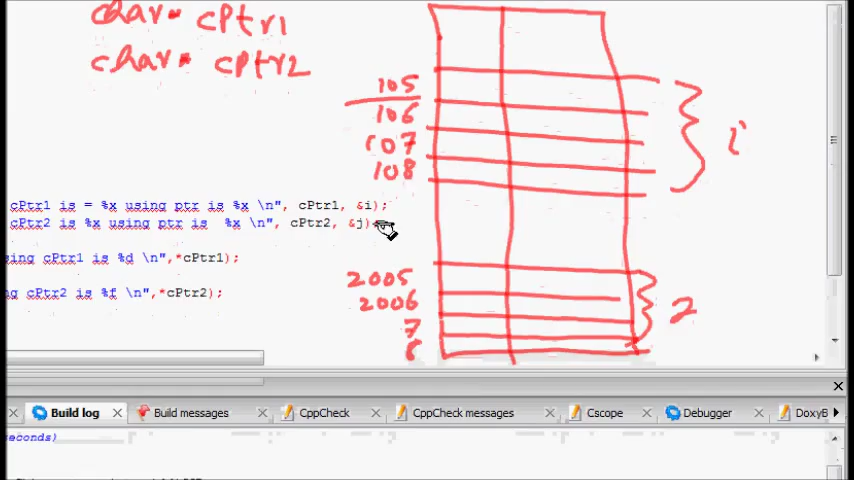 char* cPtr1
char* cPtr2
105
106
107
108
i
cPtr1 is = %x using ptr is %x \n", cPtr1, &i);
cPtr2 is %x using ptr is  %x \n", cPtr2, &j)
ing cPtr1 is %d \n",*cPtr1);
g cPtr2 is %f \n",*cPtr2);
2005
2006
7
8
2
Build log
Build messages
CppCheck
CppCheck messages
Cscope
Debugger
DoxyB
econds)